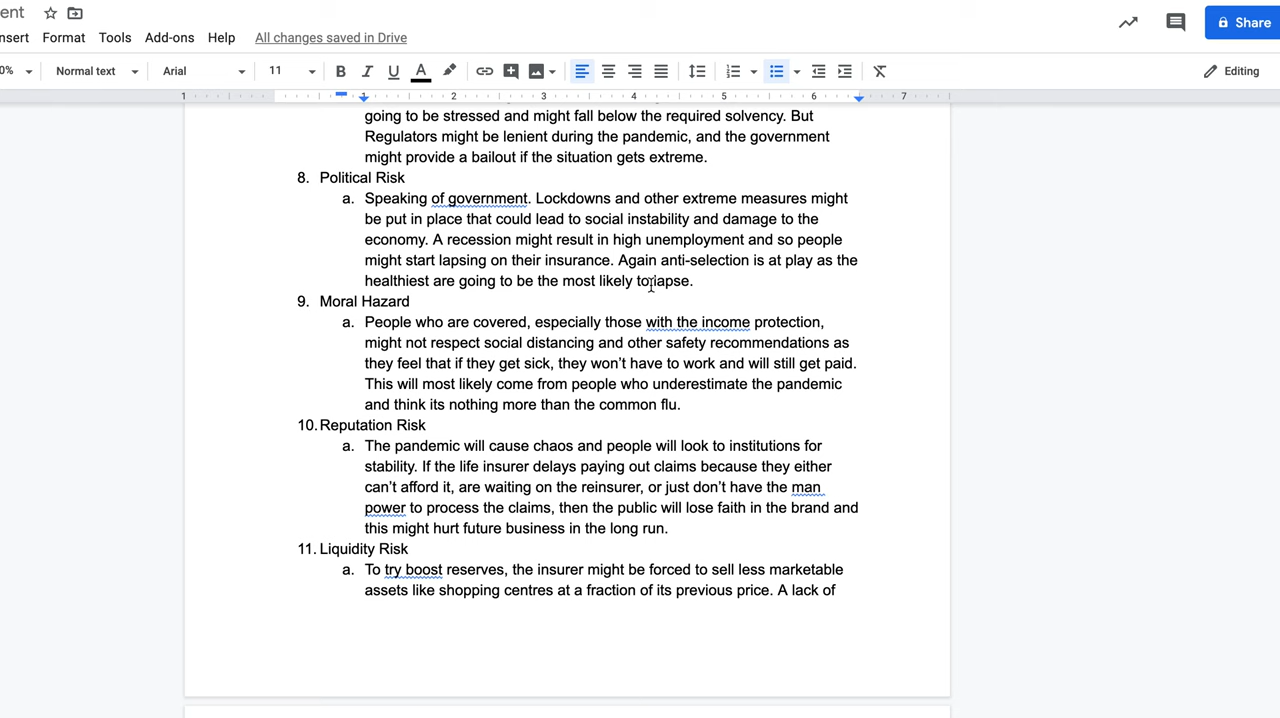 ent
nsert Format Tools Add-ons Help All changes saved in Drive
Share
0% Normal text Arial 11 Editing
1 1 2 3 4 5 6 7
going to be stressed and might fall below the required solvency. But
Regulators might be lenient during the pandemic, and the government
might provide a bailout if the situation gets extreme.
8. Political Risk
a. Speaking of government. Lockdowns and other extreme measures might
be put in place that could lead to social instability and damage to the
economy. A recession might result in high unemployment and so people
might start lapsing on their insurance. Again anti-selection is at play as the
healthiest are going to be the most likely to lapse.
9. Moral Hazard
a. People who are covered, especially those with the income protection,
might not respect social distancing and other safety recommendations as
they feel that if they get sick, they won't have to work and will still get paid.
This will most likely come from people who underestimate the pandemic
and think its nothing more than the common flu.
10. Reputation Risk
a. The pandemic will cause chaos and people will look to institutions for
stability. If the life insurer delays paying out claims because they either
can't afford it, are waiting on the reinsurer, or just don't have the man
power to process the claims, then the public will lose faith in the brand and
this might hurt future business in the long run.
11. Liquidity Risk
a. To try boost reserves, the insurer might be forced to sell less marketable
assets like shopping centres at a fraction of its previous price. A lack of